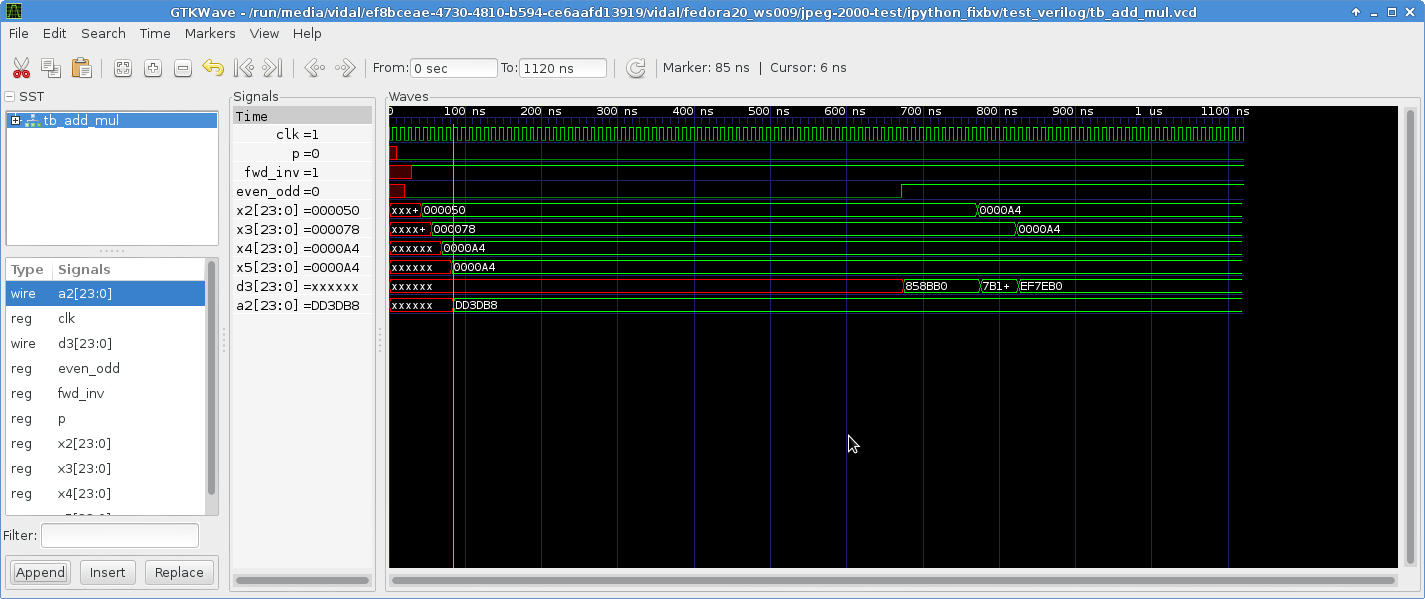 GTKWave - /run/media/vidal/ef8bceae-4730-4810-b594-ce6aafd13919/vidal/fedora20_ws009/jpeg-2000-test/ipython_fixbv/test_verilog/tb_add_mul.vcd
File Edit Search Time Markers View Help
From: 0 sec To: 1120 ns Marker: 85 ns | Cursor: 6 ns
SST
tb_add_mul
Type Signals
wire a2[23:0]
reg clk
wire d3[23:0]
reg even_odd
reg fwd_inv
reg p
reg x2[23:0]
reg x3[23:0]
reg x4[23:0]
Filter:
Append Insert Replace
Signals
Time
clk =1
p =0
fwd_inv =1
even_odd =0
x2[23:0] =000050
x3[23:0] =000078
x4[23:0] =0000A4
x5[23:0] =0000A4
d3[23:0] =xxxxxx
a2[23:0] =DD3DB8
Waves
0 100 ns 200 ns 300 ns 400 ns 500 ns 600 ns 700 ns 800 ns 900 ns 1 us 1100 ns
xxx+ 000050 0000A4
xxxx+ 000078 0000A4
xxxxxx 0000A4
xxxxxx 0000A4
xxxxxx 858BB0 7B1+ EF7EB0
xxxxxx DD3DB8